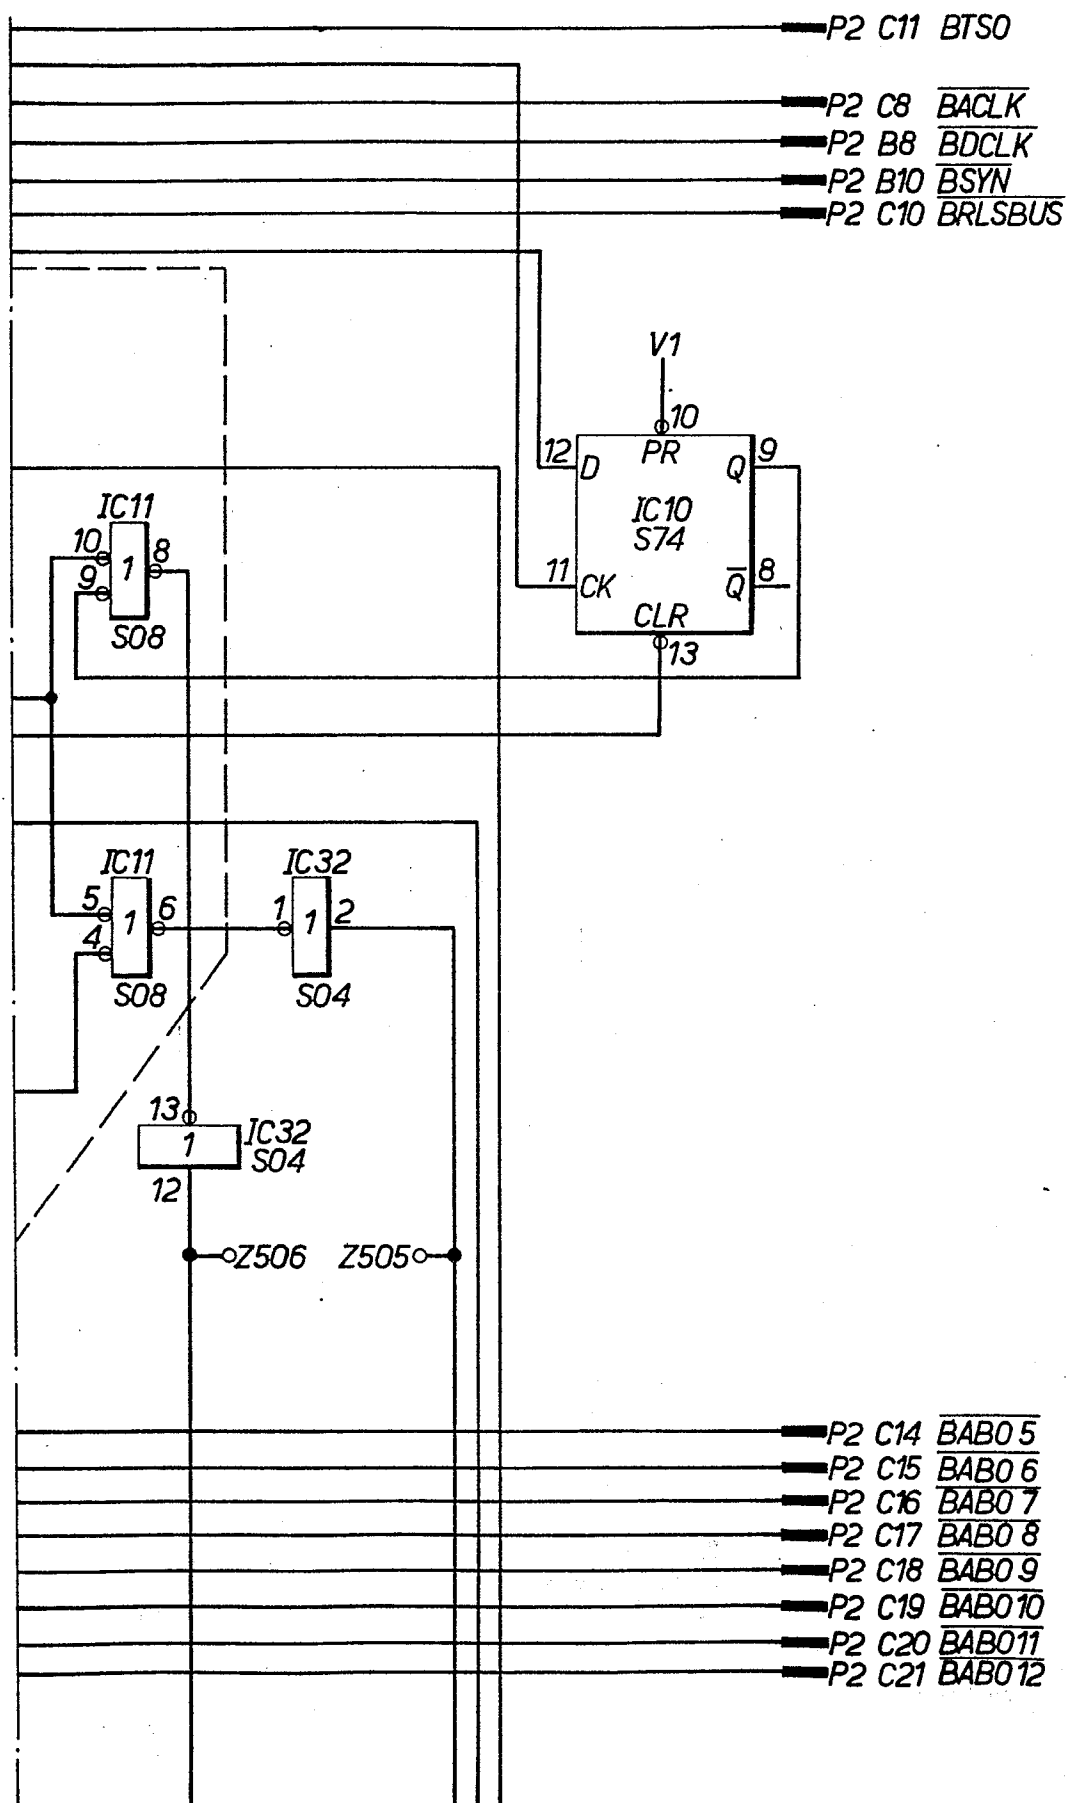 P2 C11 BTSO
P2 C8 BACLK
P2 B8 BDCLK
P2 B10 BSYN
P2 C10 BRLSBUS
V1
10
12 D PR Q 9
IC10
S74
11 CK Q 8
CLR
13
IC11
10 8
9 1
S08
IC11
5 6
4 1
S08
IC32
1 1 2
S04
13
1 IC32
S04
12
Z506 Z505
P2 C14 BABO 5
P2 C15 BABO 6
P2 C16 BABO 7
P2 C17 BABO 8
P2 C18 BABO 9
P2 C19 BABO 10
P2 C20 BABO 11
P2 C21 BABO 12